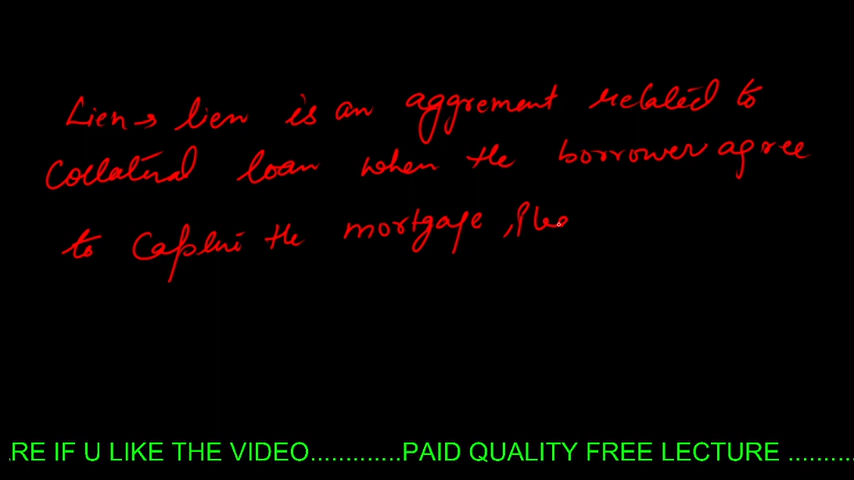 Lien → lien is an aggrement related to
Collateral loan when the borrower agree
to Capture the mortgage,
RE IF U LIKE THE VIDEO.............PAID QUALITY FREE LECTURE ..........